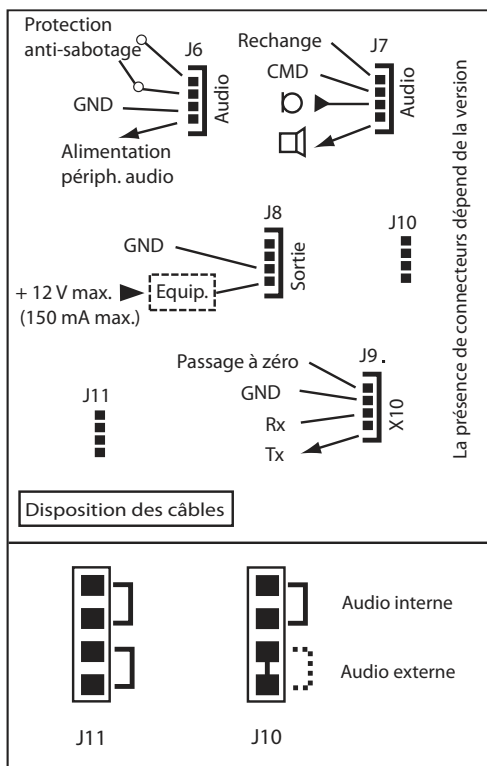 Protection
anti-sabotage
J6
GND
Audio
Alimentation
périph. audio
Rechange
J7
CMD
Audio
J8
GND
Sortie
+ 12 V max.
(150 mA max.)
Equip.
J10
La présence de connecteurs dépend de la version
J11
Passage à zéro
J9 .
GND
Rx
X10
Tx
Disposition des câbles
Audio interne
Audio externe
J11
J10